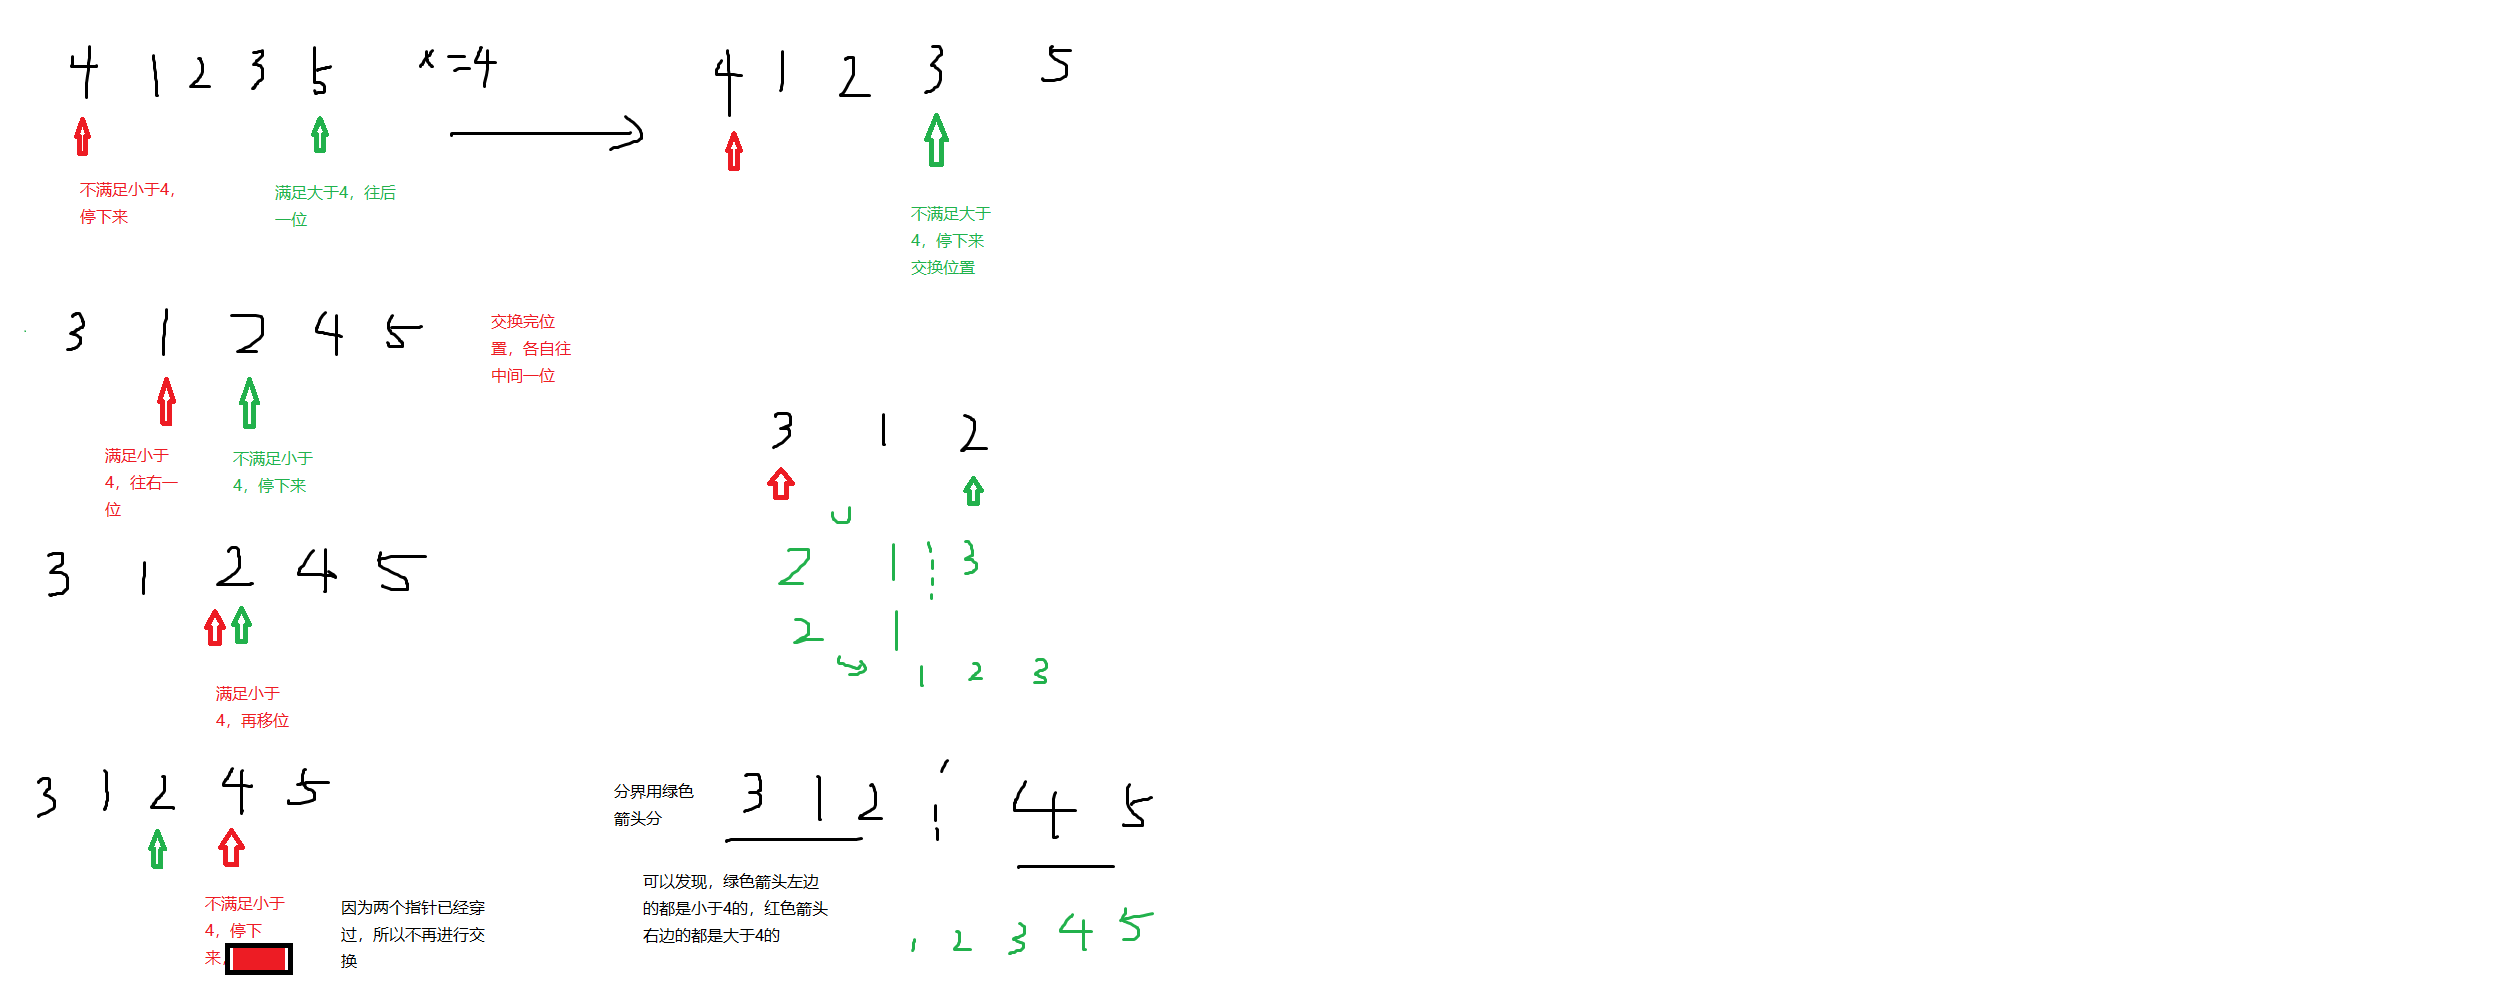 4 1 2 3 5 x=4
4 1 2 3 5
不满足小于4，
停下来
满足大于4，往后
一位
不满足大于
4，停下来
交换位置
3 1 2 4 5
交换完位
置，各自往
中间一位
满足小于
4，往右一
位
不满足小于
4，停下来
3 1 2
2 1 3
2 1
1 2 3
3 1 2 4 5
满足小于
4，再移位
3 1 2 4 5
不满足小于
4，停下
来，
因为两个指针已经穿
过，所以不再进行交
换
分界用绿色
箭头分
3 1 2 4 5
可以发现，绿色箭头左边
的都是小于4的，红色箭头
右边的都是大于4的
1 2 3 4 5